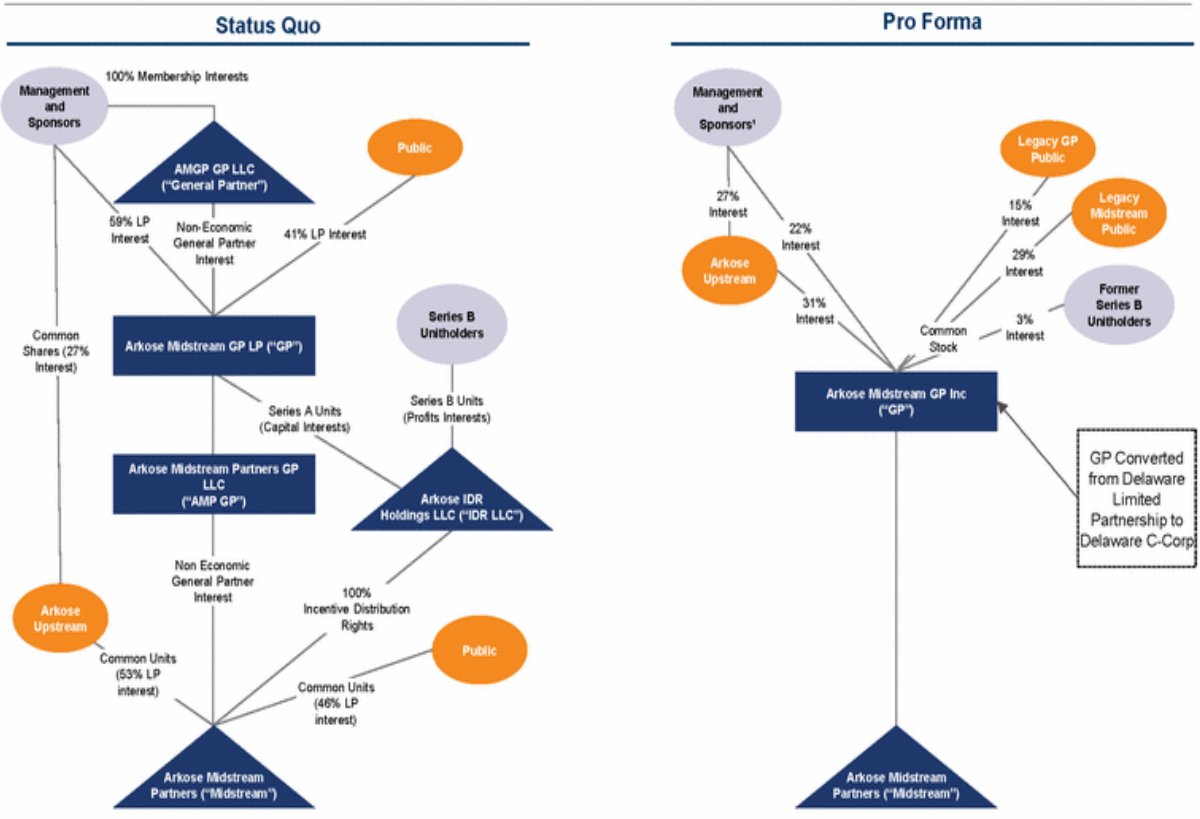 Status Quo
100% Membership Interests
Management
and
Sponsors
AMGP GP LLC
(“General Partner”)
Public
59% LP
Interest
Non-Economic
General Partner
Interest
41% LP Interest
Arkose Midstream GP LP (“GP”)
Series B
Unitholders
Common
Shares (27%
Interest)
Series A Units
(Capital Interests)
Series B Units
(Profits Interests)
Arkose Midstream Partners GP
LLC
(“AMP GP”)
Arkose IDR
Holdings LLC (“IDR LLC”)
Non Economic
General Partner
Interest
100%
Incentive Distribution
Rights
Arkose
Upstream
Common Units
(53% LP
interest)
Public
Common Units
(46% LP
interest)
Arkose Midstream
Partners (“Midstream”)
Pro Forma
Management
and
Sponsors¹
Legacy GP
Public
27%
Interest
15%
Interest
Legacy
Midstream
Public
22%
Interest
Arkose
Upstream
29%
Interest
31%
Interest
Former
Series B
Unitholders
3%
Interest
Common
Stock
Arkose Midstream GP Inc
(“GP”)
GP Converted
from Delaware
Limited
Partnership to
Delaware C-Corp
Arkose Midstream
Partners (“Midstream”)